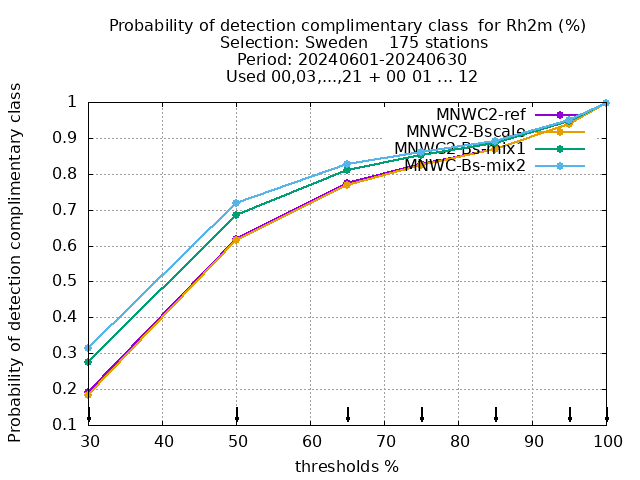 Probability of detection complimentary class  for Rh2m (%)
Selection: Sweden    175 stations
Period: 20240601-20240630
Used 00,03,...,21 + 00 01 ... 12
Probability of detection complimentary class
1
0.9
0.8
0.7
0.6
0.5
0.4
0.3
0.2
0.1
MNWC2-ref
MNWC2-Bscale
MNWC2-Bs-mix1
MNWC-Bs-mix2
30 40 50 60 70 80 90 100
thresholds %